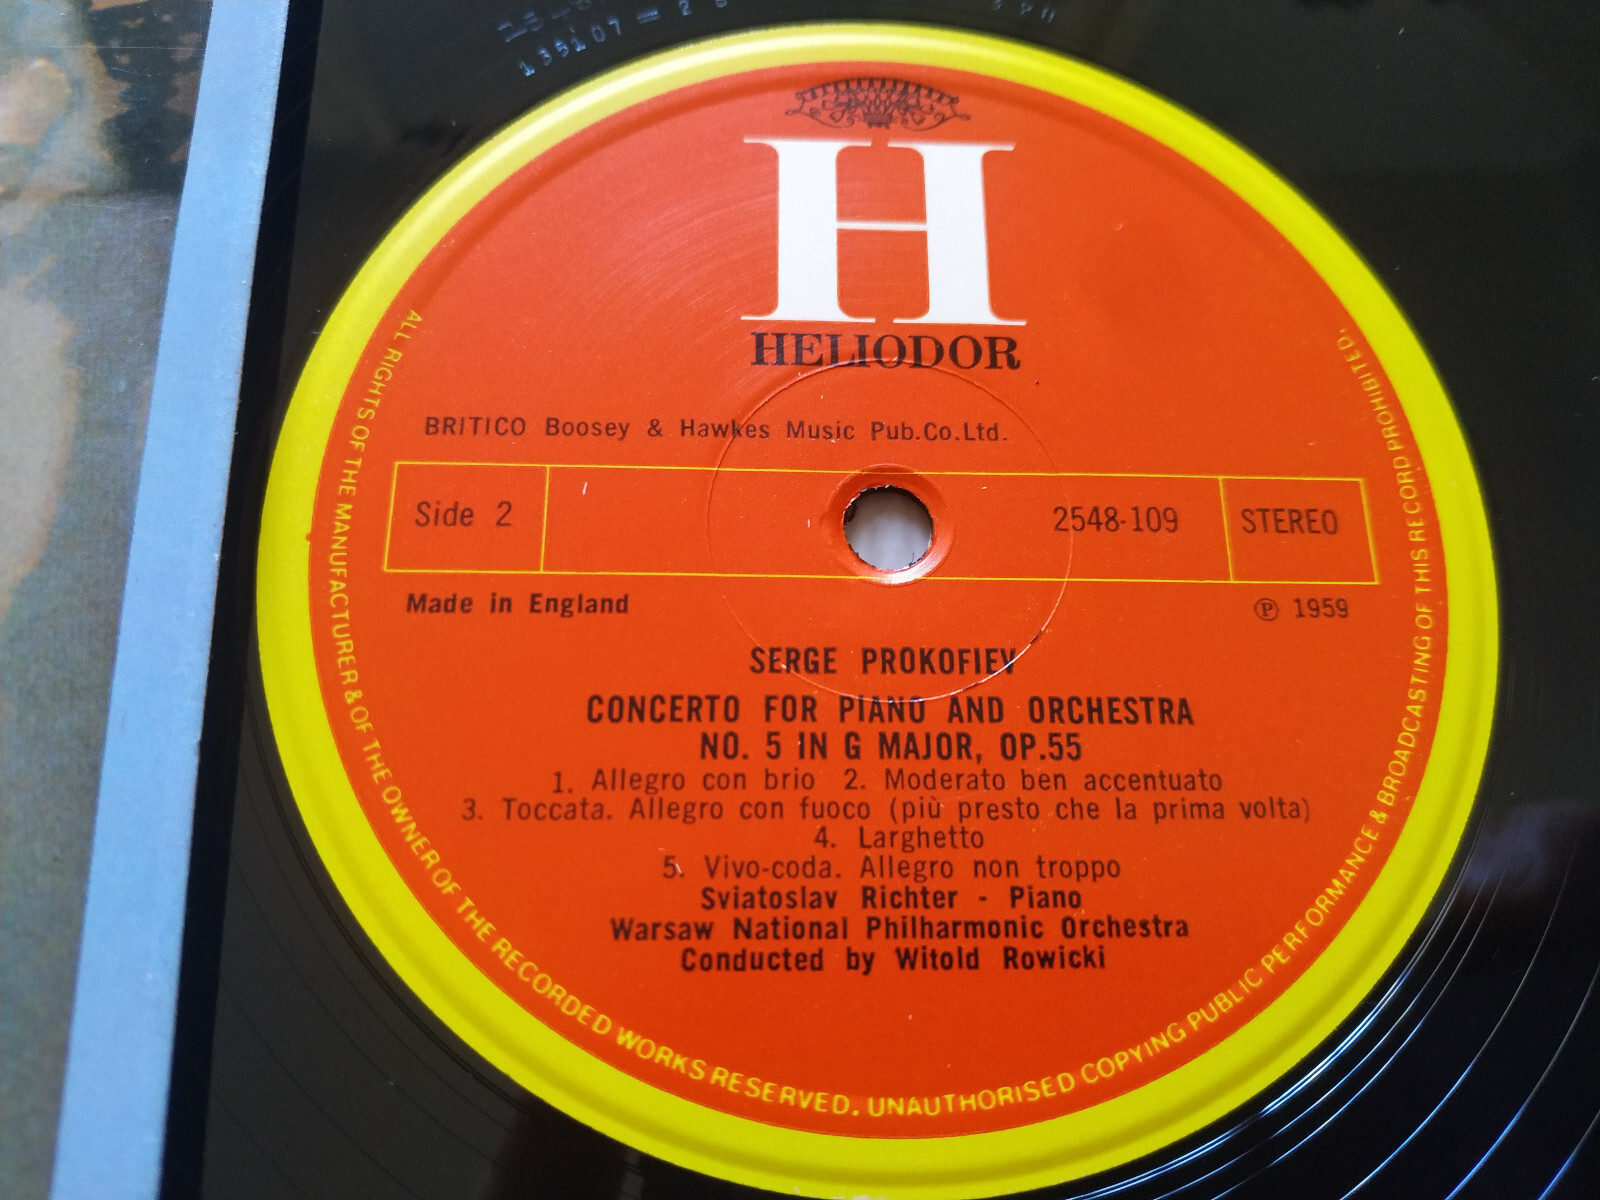 135107 = 2
H
HELIODOR
BRITICO Boosey & Hawkes Music Pub.Co.Ltd.
Side 2
2548-109
STEREO
Made in England
℗ 1959
SERGE PROKOFIEV
CONCERTO FOR PIANO AND ORCHESTRA
NO. 5 IN G MAJOR, OP.55
1. Allegro con brio 2. Moderato ben accentuato
3. Toccata. Allegro con fuoco (più presto che la prima volta)
4. Larghetto
5. Vivo-coda. Allegro non troppo
Sviatoslav Richter - Piano
Warsaw National Philharmonic Orchestra
Conducted by Witold Rowicki
ALL RIGHTS OF THE MANUFACTURER & OF THE OWNER OF THE RECORDED WORKS RESERVED. UNAUTHORISED COPYING PUBLIC PERFORMANCE & BROADCASTING OF THIS RECORD PROHIBITED.